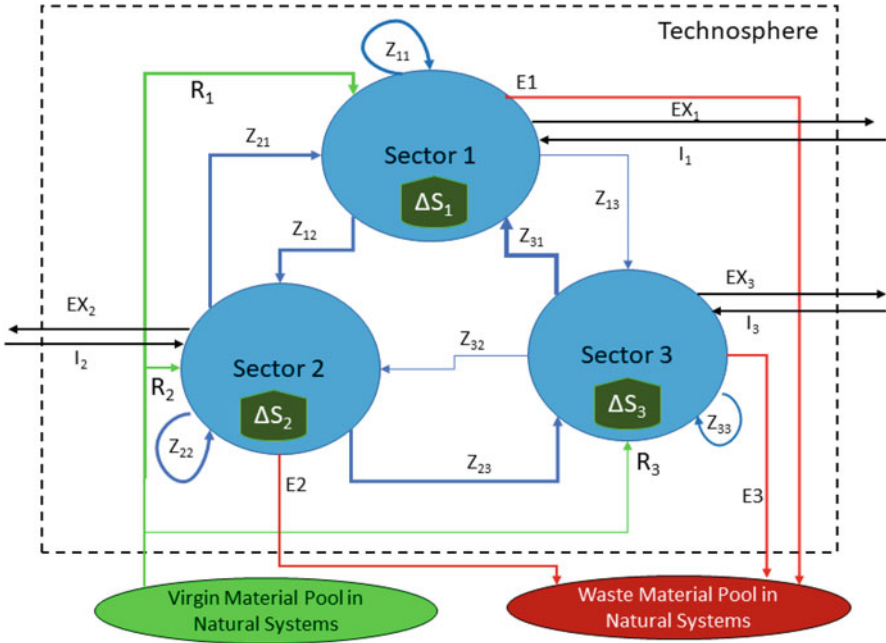 Technosphere
Z₁₁
R₁
E1
EX₁
I₁
Z₂₁
Sector 1
ΔS₁
Z₁₃
Z₁₂
Z₃₁
EX₂
I₂
EX₃
I₃
Z₃₂
R₂
Sector 2
ΔS₂
Sector 3
ΔS₃
Z₂₂
Z₃₃
Z₂₃
R₃
E2
E3
Virgin Material Pool in
Natural Systems
Waste Material Pool in
Natural Systems